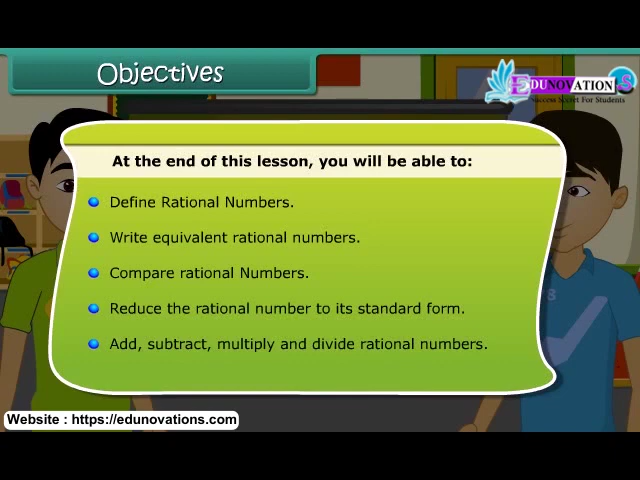 Objectives
EDUNOVATIONS
Success Secret For Students
At the end of this lesson, you will be able to:
Define Rational Numbers.
Write equivalent rational numbers.
Compare rational Numbers.
Reduce the rational number to its standard form.
Add, subtract, multiply and divide rational numbers.
8
Website : https://edunovations.com